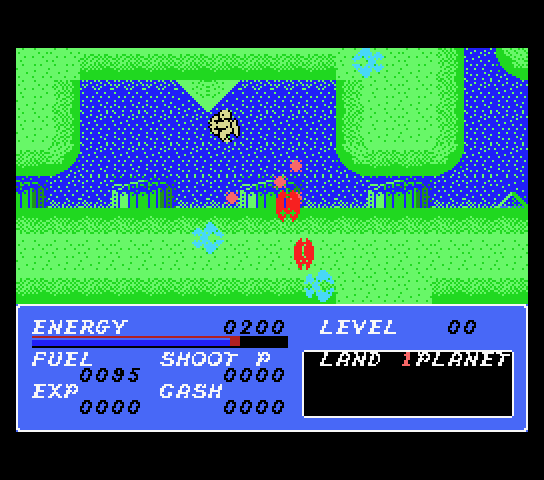 ENERGY 0200 LEVEL 00
FUEL SHOOT P LAND 1PLANET
0095 0000
EXP GASH
0000 0000